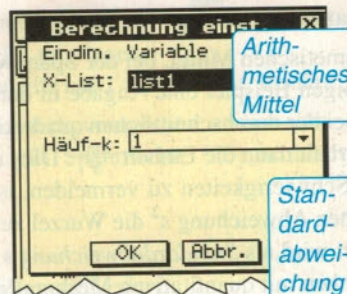 Berechnung einst.
Eindim. Variable
X-List: list1
Häuf-k: 1
OK
Abbr.
Arith-
metisches
Mittel
Stan-
dard-
abwei-
chung